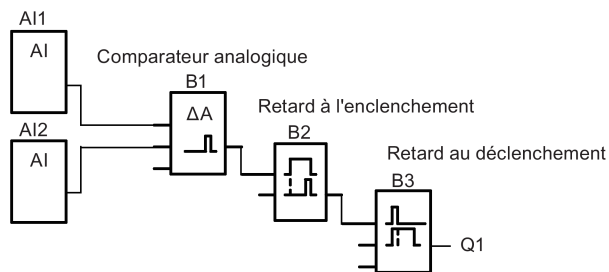 AI1
AI
Comparateur analogique
B1
ΔA
Retard à l'enclenchement
B2
AI2
AI
Retard au déclenchement
B3
Q1